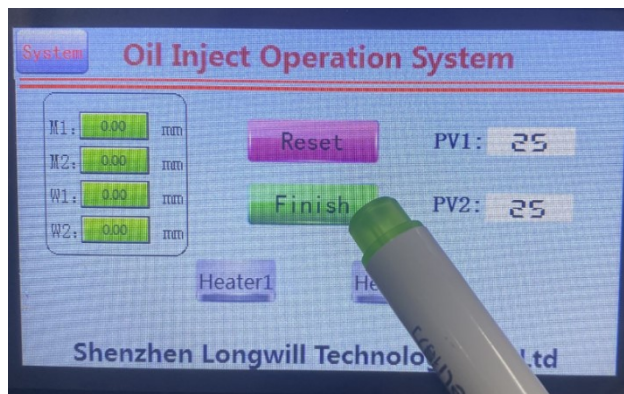 System
Oil Inject Operation System
M1: 0.00 mm
M2: 0.00 mm
W1: 0.00 mm
W2: 0.00 mm
Reset
Finish
PV1: 25
PV2: 25
Heater1
Shenzhen Longwill Ltd